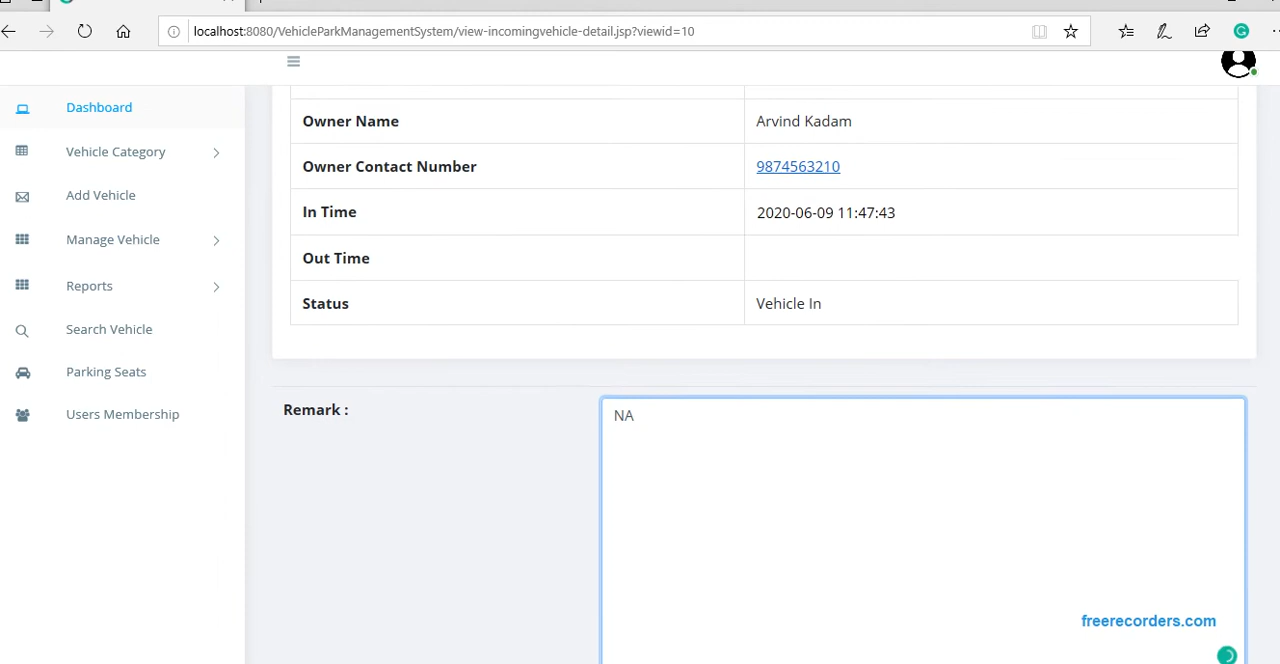 localhost:8080/VehicleParkManagementSystem/view-incomingvehicle-detail.jsp?viewid=10
Dashboard
Vehicle Category
Add Vehicle
Manage Vehicle
Reports
Search Vehicle
Parking Seats
Users Membership
Owner Name Arvind Kadam
Owner Contact Number 9874563210
In Time 2020-06-09 11:47:43
Out Time
Status Vehicle In
Remark :
NA
freerecorders.com